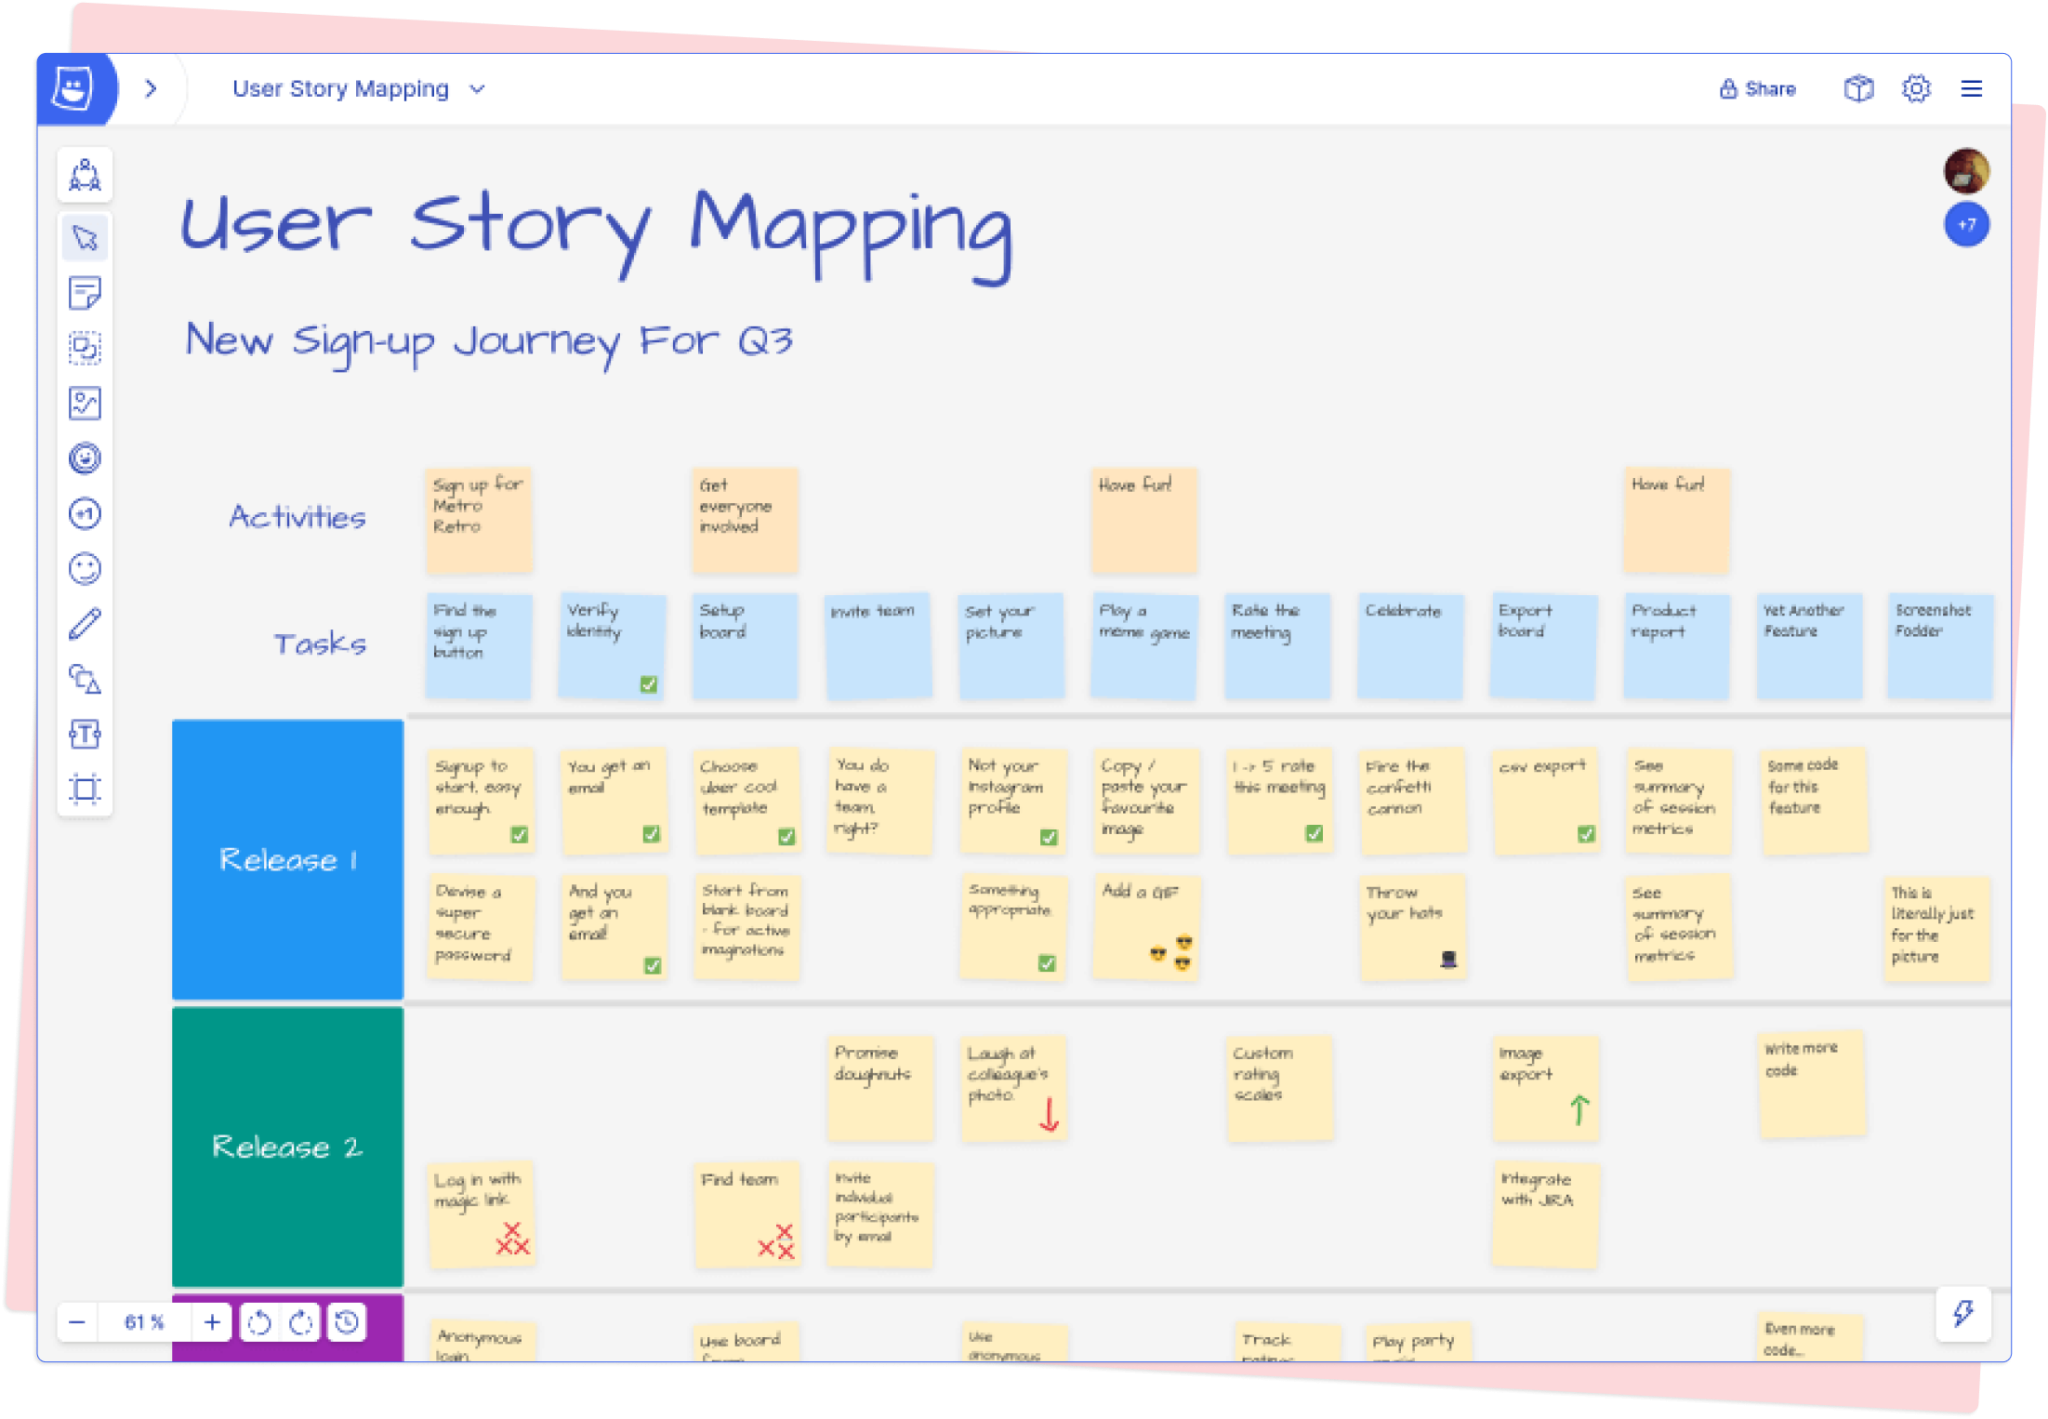 User Story Mapping
Share
+7
User Story Mapping
New Sign-up Journey For Q3
+1
T
Activities
Sign up for
Metro
Retro
Get
everyone
involved
Have fun!
Have fun!
Tasks
Find the
sign up
button
Verify
identity
Setup
board
Invite team
Set your
picture
Play a
meme game
Rate the
meeting
Celebrate
Export
board
Product
report
Yet Another
Feature
Screenshot
Fodder
Release 1
Signup to
start, easy
enough.
You get an
email
Choose
uber cool
template
You do
have a
team,
right?
Not your
Instagram
profile
Copy /
paste your
favourite
image
1 -> 5 rate
this meeting
Fire the
confetti
cannon
csv export
See
summary
of session
metrics
Some code
for this
feature
Devise a
super
secure
password
And you
get an
email!
Start from
blank board
- for active
imaginations
Something
appropriate.
Add a GIF
Throw
your hats
See
summary
of session
metrics
This is
literally just
for the
picture
Release 2
Promise
doughnuts
Laugh at
colleague's
photo.
Custom
rating
scales
Image
export
Write more
code
Log in with
magic link
Find team
Invite
individual
participants
by email
Integrate
with JIRA
61 %
Anonymous
login
Use board
from
Use
anonymous
Track
ratings
Play party
Even more
code...